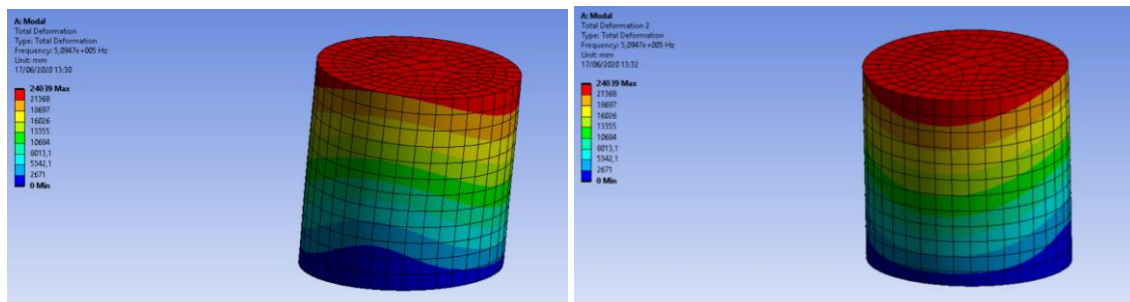 A: Modal
Total Deformation
Type: Total Deformation
Frequency: 5,0947e+005 Hz
Unit: mm
17/06/2020 13:30
24039 Max
21368
18697
16026
13355
10684
8013,1
5342,1
2671
0 Min
A: Modal
Total Deformation 2
Type: Total Deformation
Frequency: 5,0947e+005 Hz
Unit: mm
17/06/2020 13:32
24039 Max
21368
18697
16026
13355
10684
8013,1
5342,1
2671
0 Min